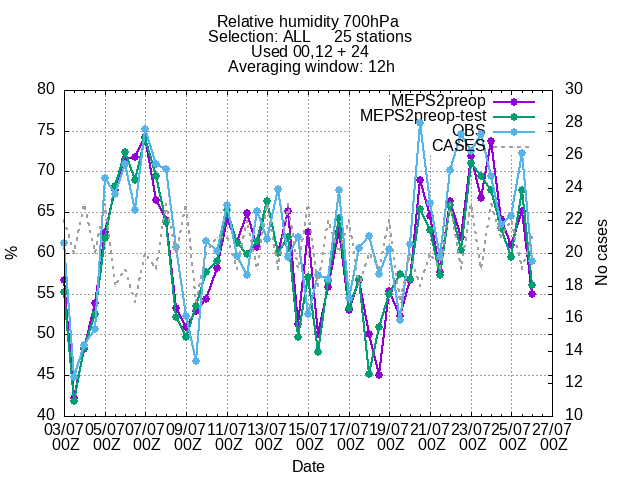 Relative humidity 700hPa
Selection: ALL     25 stations
Used 00,12 + 24
Averaging window: 12h
MEPS2preop
MEPS2preop-test
OBS
CASES
80
75
70
65
60
55
50
45
40
%
30
28
26
24
22
20
18
16
14
12
10
No cases
03/07 05/07 07/07 09/07 11/07 13/07 15/07 17/07 19/07 21/07 23/07 25/07 27/07
00Z 00Z 00Z 00Z 00Z 00Z 00Z 00Z 00Z 00Z 00Z 00Z 00Z
Date